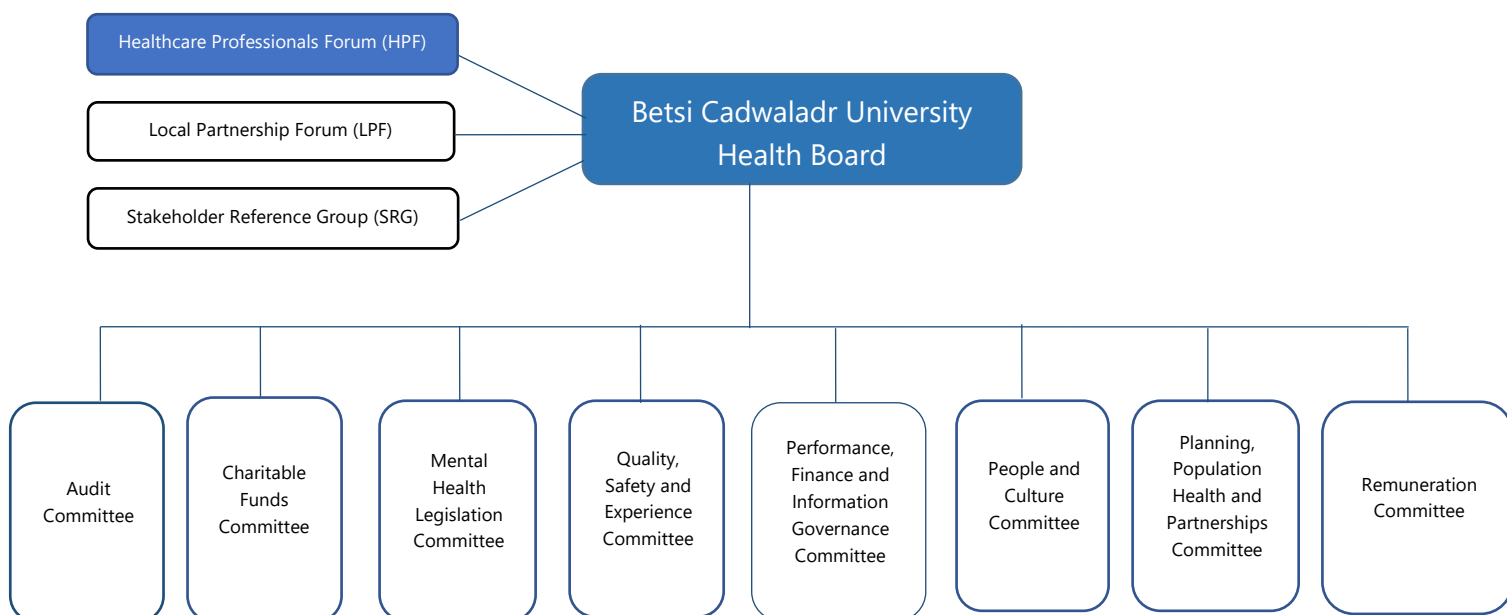 Healthcare Professionals Forum (HPF)
Local Partnership Forum (LPF)
Stakeholder Reference Group (SRG)
Betsi Cadwaladr University
Health Board
Audit
Committee
Charitable
Funds
Committee
Mental
Health
Legislation
Committee
Quality,
Safety and
Experience
Committee
Performance,
Finance and
Information
Governance
Committee
People and
Culture
Committee
Planning,
Population
Health and
Partnerships
Committee
Remuneration
Committee